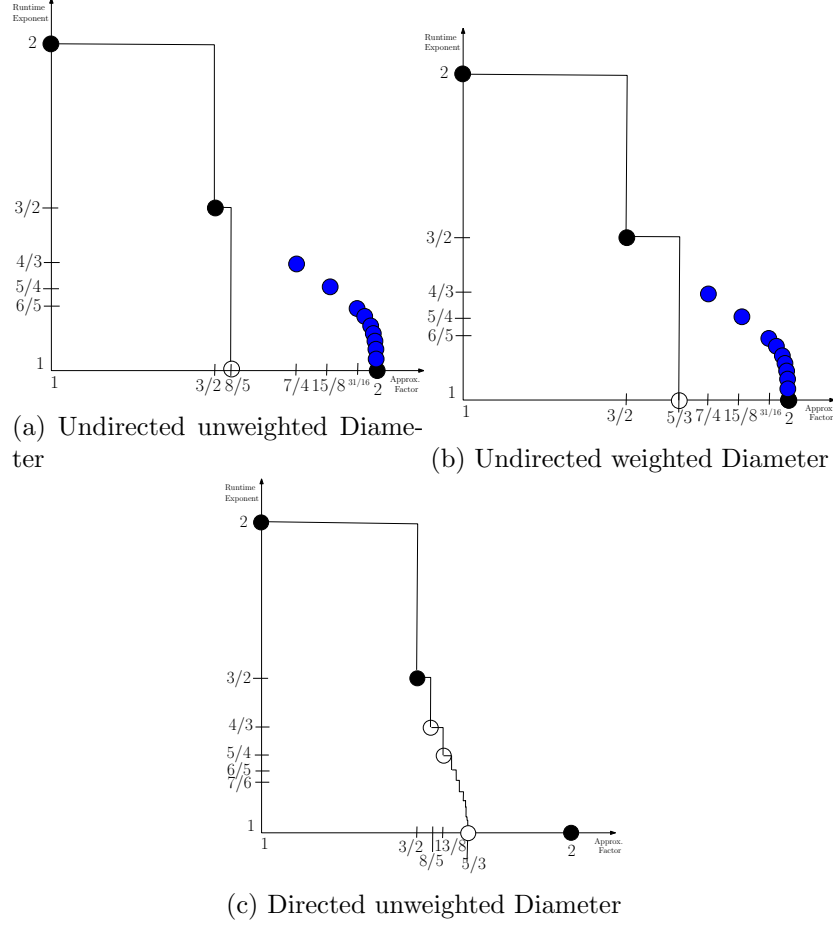 Runtime
Exponent
2
3/2
4/3
5/4
6/5
1
1
3/2 8/5
7/4 15/8 31/16 2
Approx.
Factor
(a) Undirected unweighted Diame-
ter
Runtime
Exponent
2
3/2
4/3
5/4
6/5
1
1
3/2
5/3 7/4 15/8 31/16 2
Approx
Factor
(b) Undirected weighted Diameter
Runtime
Exponent
2
3/2
4/3
5/4
6/5
7/6
1
1
3/2
13/8
8/5
5/3
2
Approx.
Factor
(c) Directed unweighted Diameter